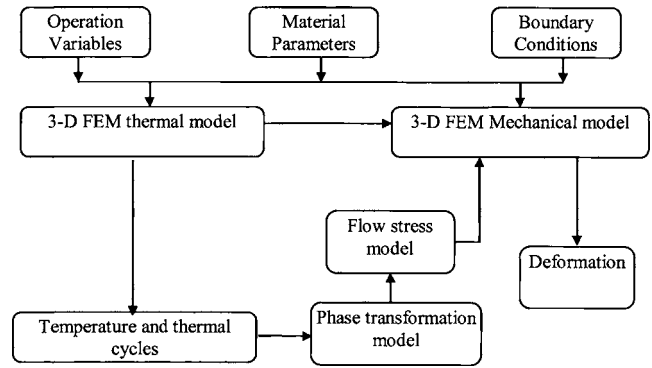 Operation
Variables
Material
Parameters
Boundary
Conditions
3-D FEM thermal model
3-D FEM Mechanical model
Flow stress
model
Deformation
Temperature and thermal
cycles
Phase transformation
model